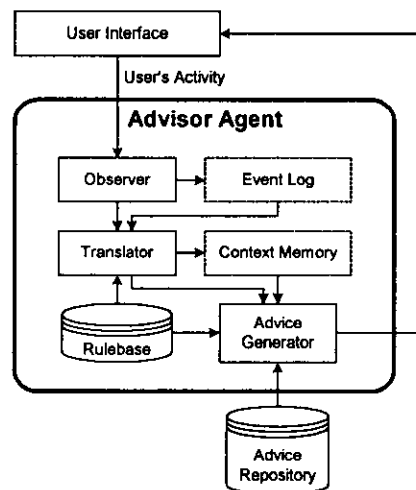 User Interface
User's Activity
Advisor Agent
Observer
Event Log
Translator
Context Memory
Rulebase
Advice
Generator
Advice
Repository